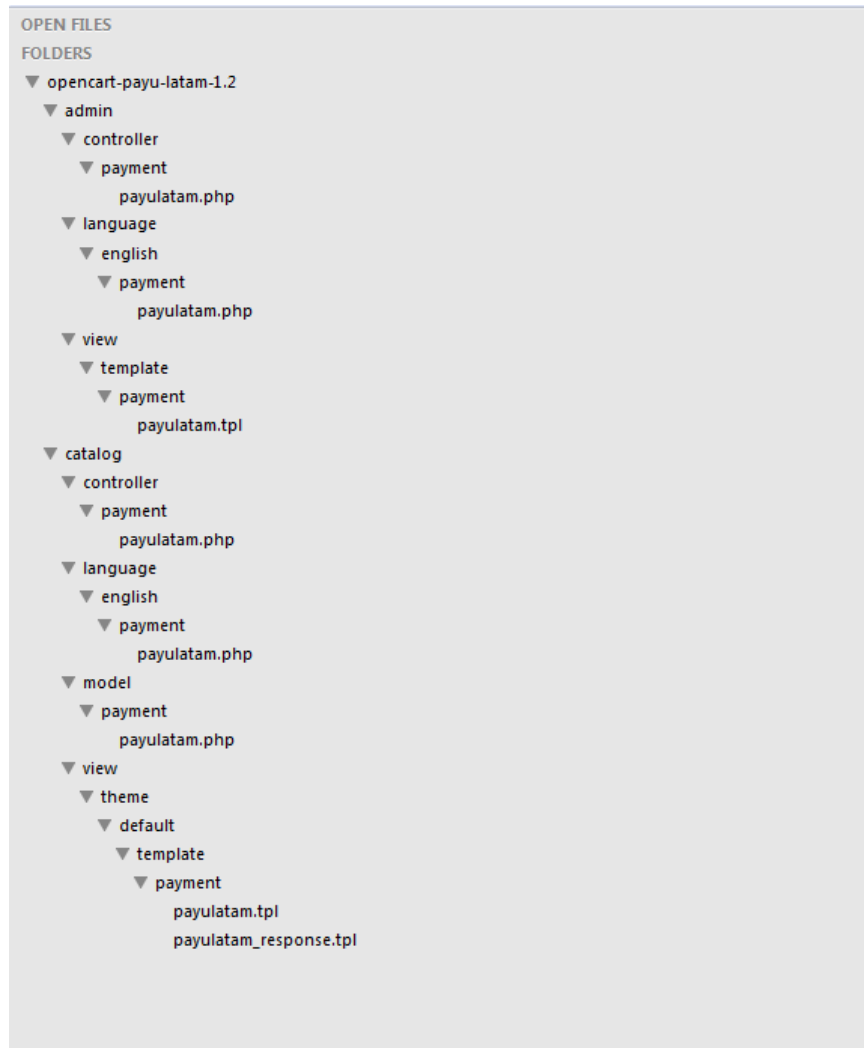 OPEN FILES
FOLDERS
opencart-payu-latam-1.2
admin
controller
payment
payulatam.php
language
english
payment
payulatam.php
view
template
payment
payulatam.tpl
catalog
controller
payment
payulatam.php
language
english
payment
payulatam.php
model
payment
payulatam.php
view
theme
default
template
payment
payulatam.tpl
payulatam_response.tpl